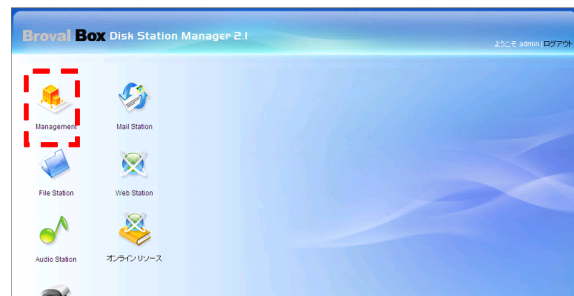 Broval Box Disk Station Manager 2.1
ようこそ admin | ログアウト
Management
Mail Station
File Station
Web Station
Audio Station
オンライン リソース